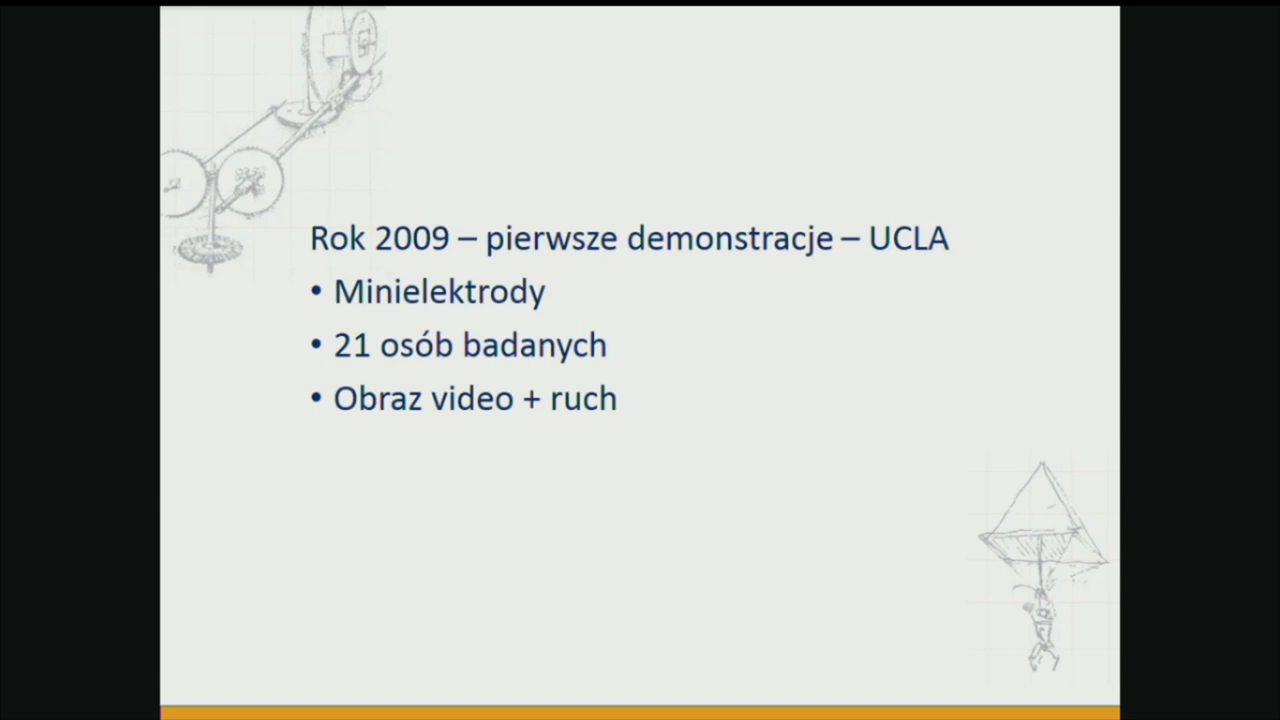 Rok 2009 – pierwsze demonstracje – UCLA
• Minielektrody
• 21 osób badanych
• Obraz video + ruch